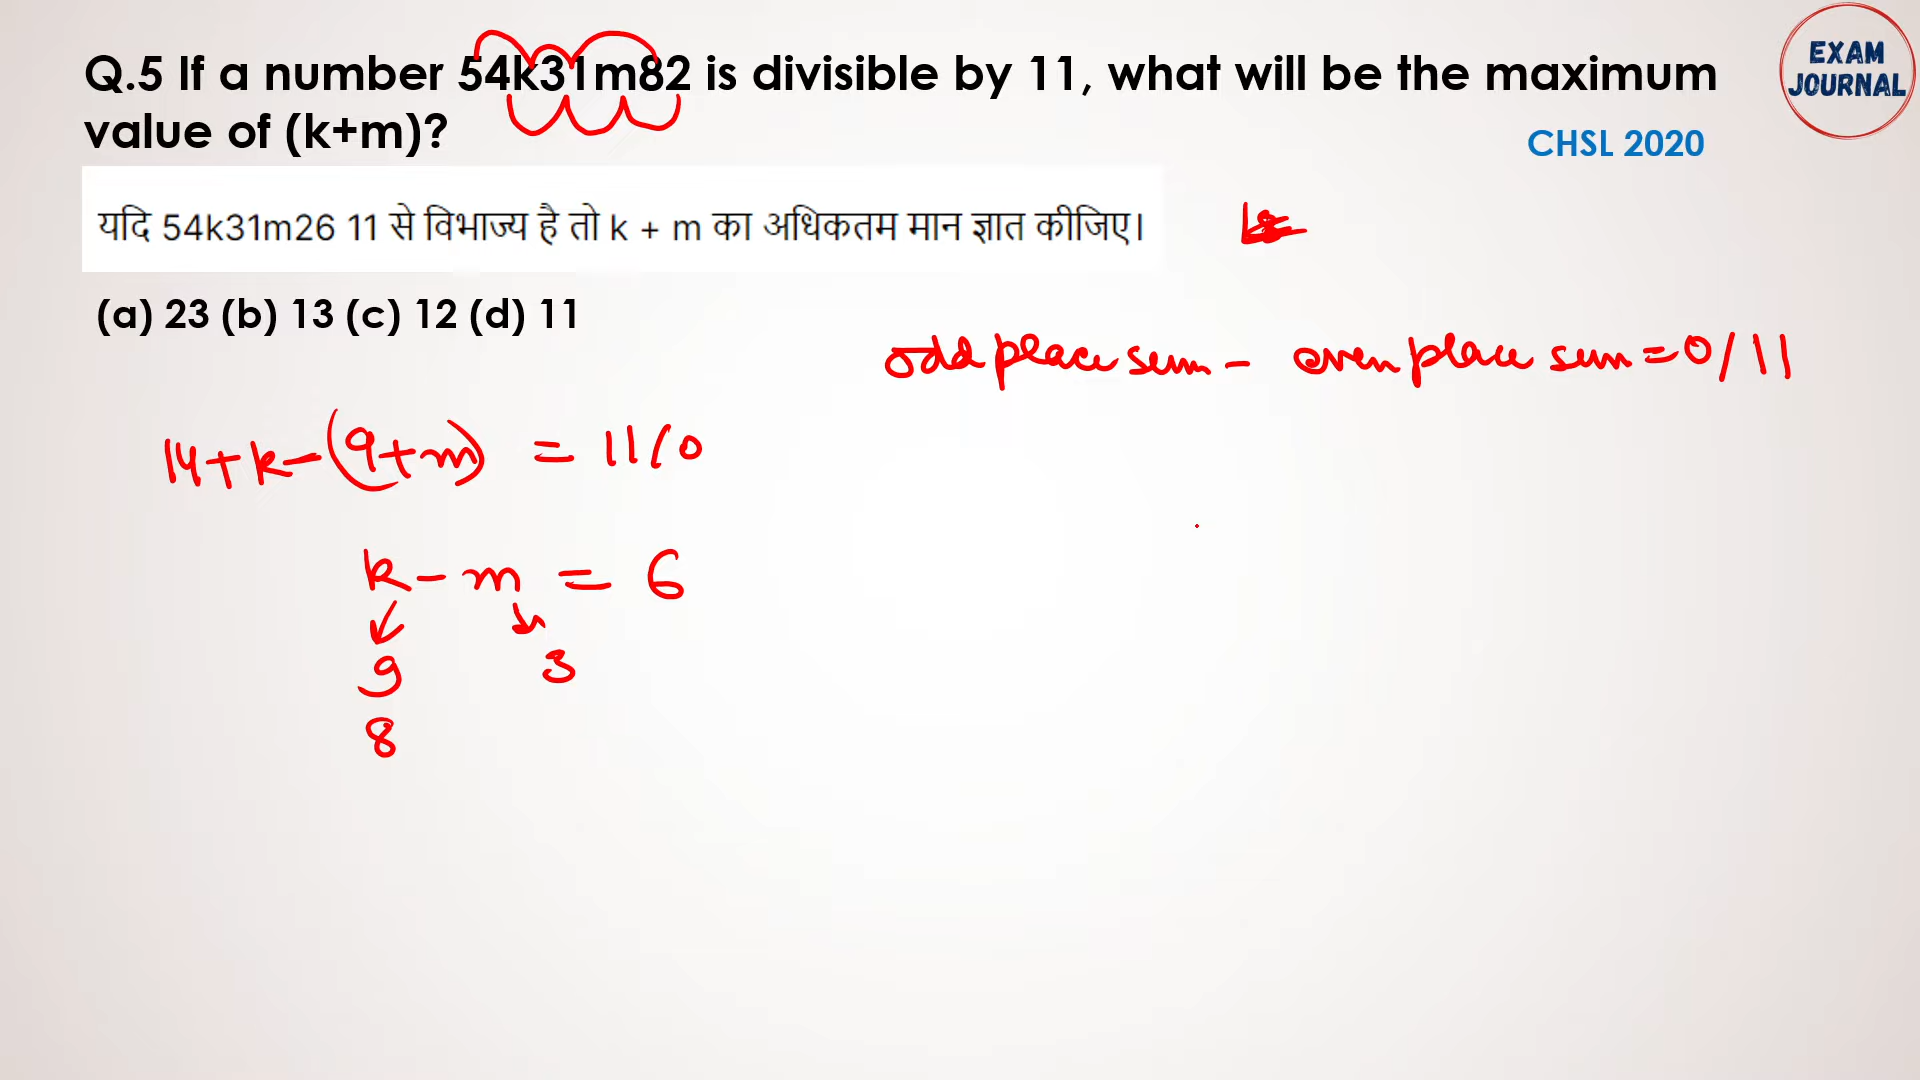 Q.5 If a number 54k31m82 is divisible by 11, what will be the maximum
value of (k+m)?
CHSL 2020
EXAM
JOURNAL
यदि 54k31m26 11 से विभाज्य है तो k + m का अधिकतम मान ज्ञात कीजिए।
(a) 23 (b) 13 (c) 12 (d) 11
odd place sum - even place sum = 0/11
14+k-(9+m) = 11/0
k - m = 6
9 3
8